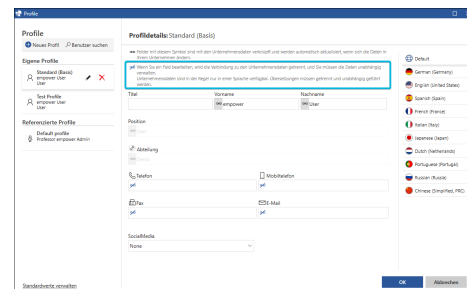 Profile
Profile
Neues Profil Benutzer suchen
Eigene Profile
Standard (Basis)
empower User
User
Test Profile
empower User
User
Referenzierte Profile
Default profile
Professor empower Admin
Standardwerte verwalten
Profildetails: Standard (Basis)
Felder mit diesem Symbol sind mit den Unternehmensdaten verknüpft und werden automatisch aktualisiert, wenn sich die Daten in
Ihrem Unternehmen ändern.
Wenn Sie ein Feld bearbeiten, wird die Verbindung zu den Unternehmensdaten getrennt, und Sie müssen die Daten unabhängig
verwalten.
Unternehmensdaten sind in der Regel nur in einer Sprache verfügbar. Übersetzungen müssen getrennt und unabhängig geführt
werden.
Titel Vorname Nachname
empower User
Position
Abteilung
Telefon Mobiltelefon
Fax E-Mail
SocialMedia
None
Default
German (Germany)
English (United States)
Spanish (Spain)
French (France)
Italian (Italy)
Japanese (Japan)
Dutch (Netherlands)
Portuguese (Portugal)
Russian (Russia)
Chinese (Simplified, PRC)
OK Abbrechen